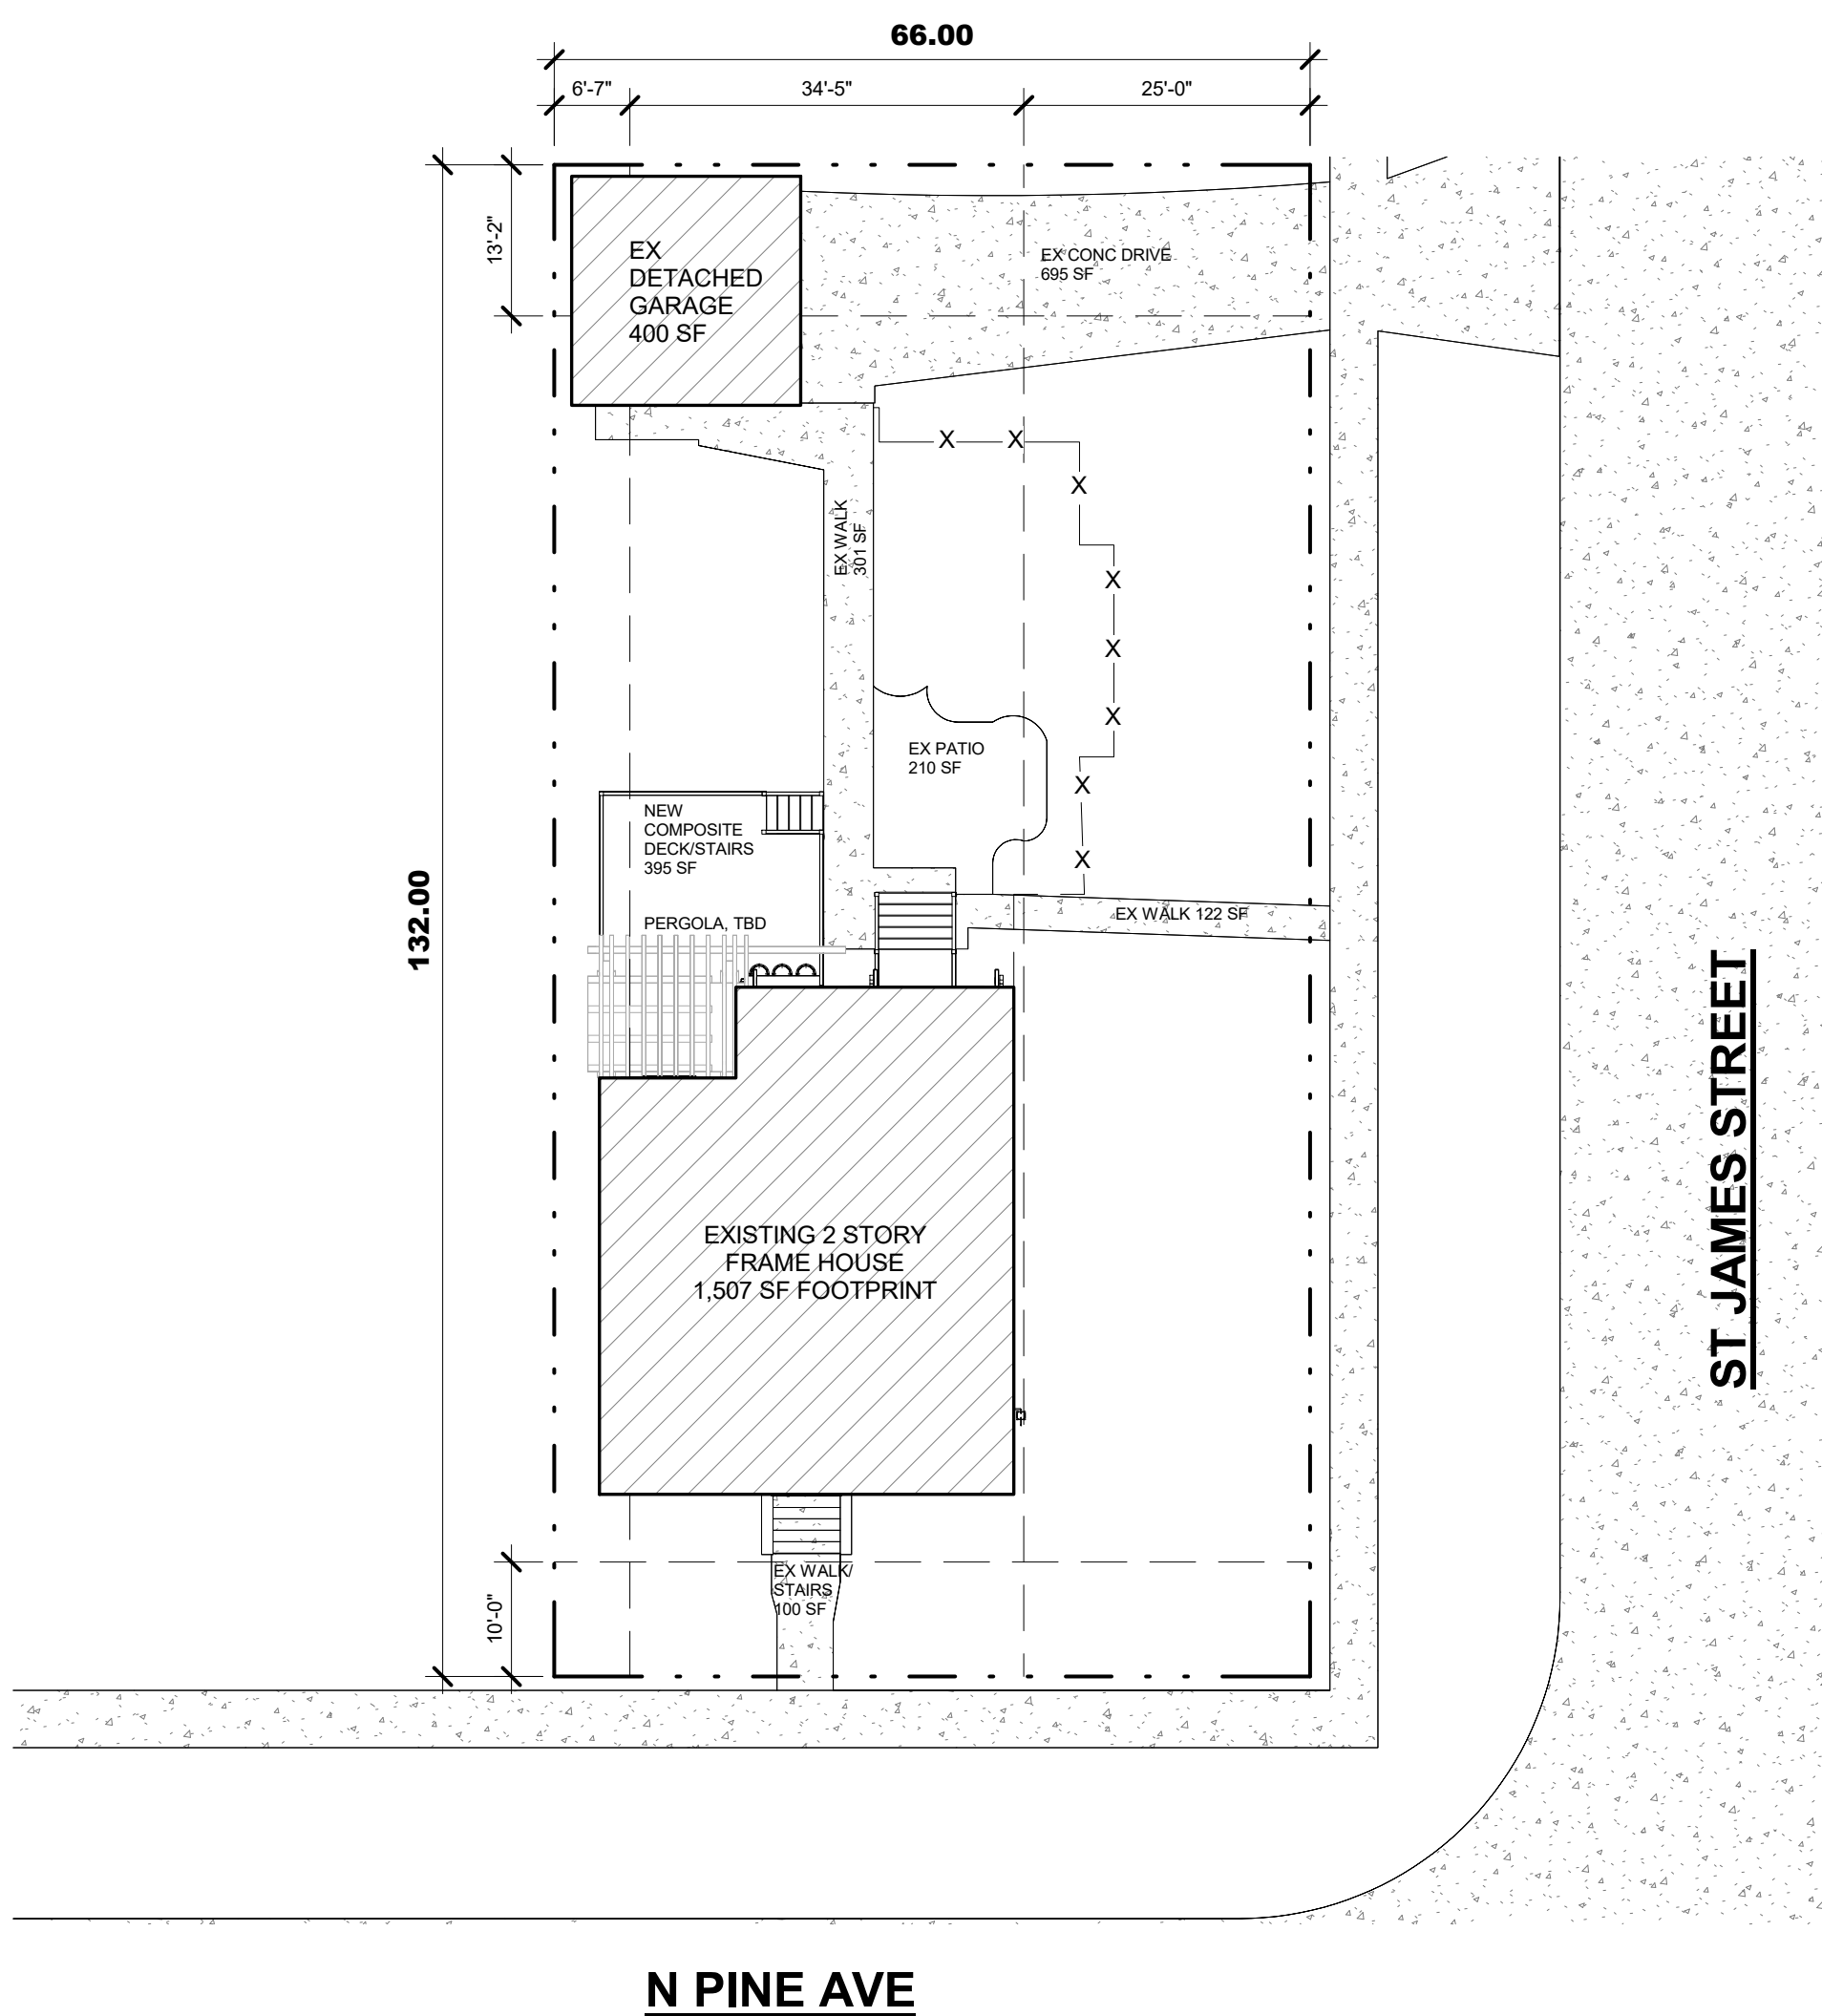 66.00
6'-7"
34'-5"
25'-0"
13'-2"
EX
DETACHED
GARAGE
400 SF
EX CONC DRIVE
695 SF
X
X
X
EX WALK
301 SF
X
X
X
EX PATIO
210 SF
X
NEW
COMPOSITE
DECK/STAIRS
395 SF
X
132.00
PERGOLA, TBD
EX WALK 122 SF
ST JAMES STREET
EXISTING 2 STORY
FRAME HOUSE
1,507 SF FOOTPRINT
EX WALK/
STAIRS
100 SF
10'-0"
N PINE AVE